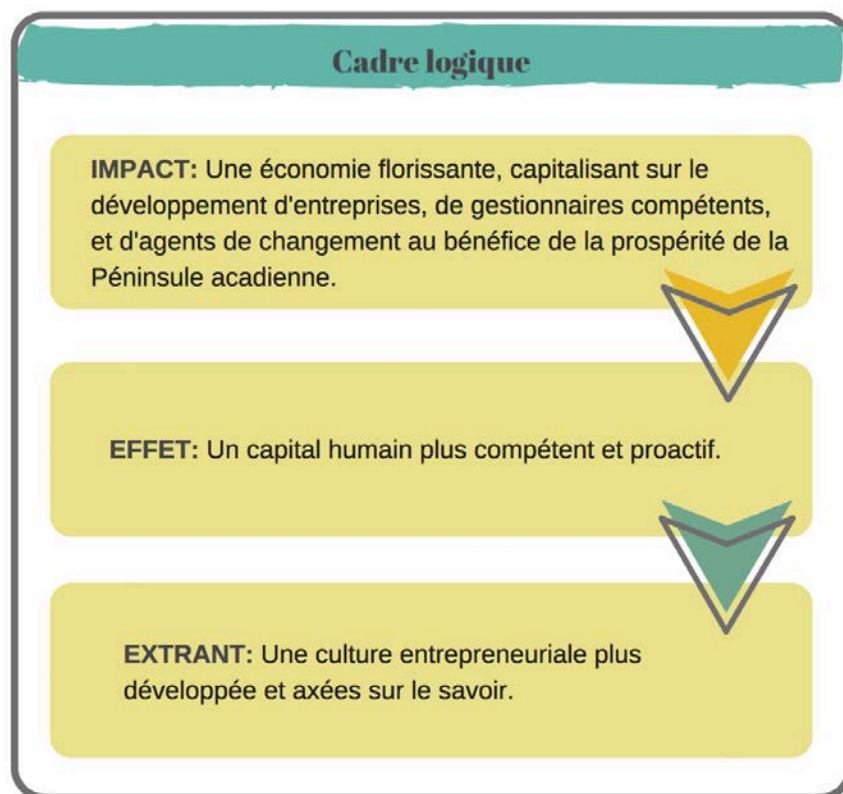 Cadre logique
IMPACT: Une économie florissante, capitalisant sur le
développement d'entreprises, de gestionnaires compétents,
et d'agents de changement au bénéfice de la prospérité de la
Péninsule acadienne.
EFFET: Un capital humain plus compétent et proactif.
EXTRANT: Une culture entrepreneuriale plus
développée et axées sur le savoir.